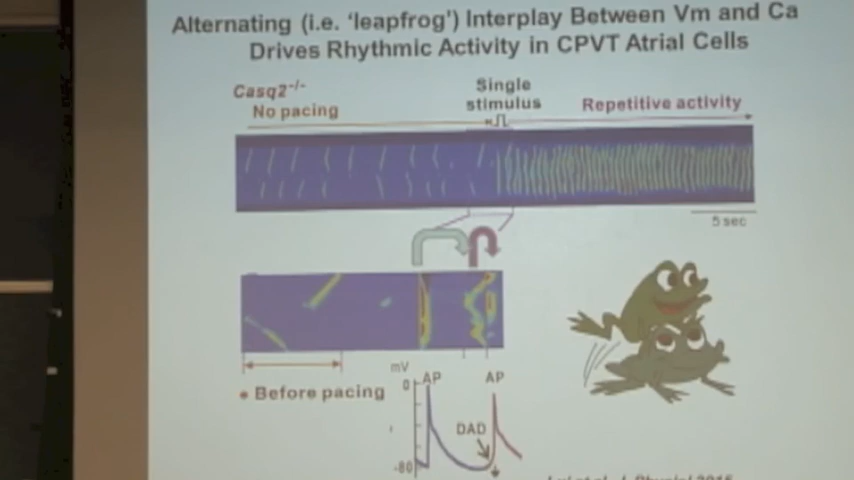 Alternating (i.e. 'leapfrog') Interplay Between Vm and Ca
Drives Rhythmic Activity in CPVT Atrial Cells
Casq2-/-
No pacing
Single
stimulus
Repetitive activity
5 sec
Before pacing
mV
0
AP
AP
DAD
-80